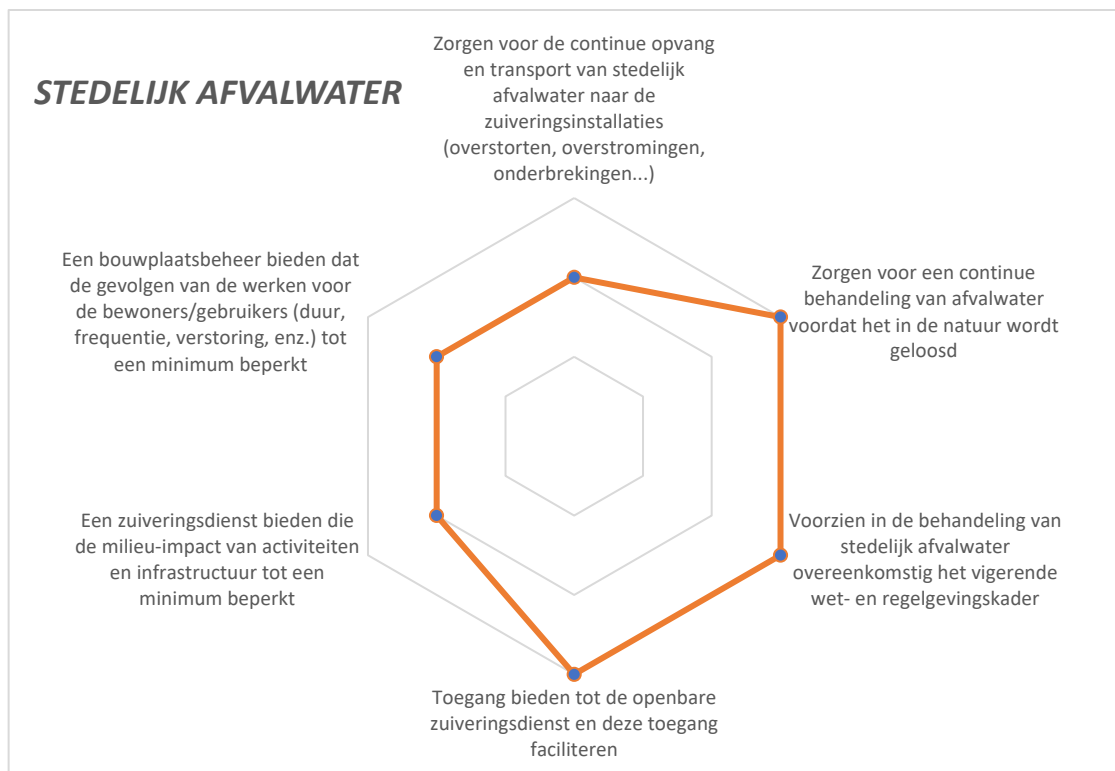 STEDELIJK AFVALWATER
Zorgen voor de continue opvang
en transport van stedelijk
afvalwater naar de
zuiveringsinstallaties
(overstorten, overstromingen,
onderbrekingen...)
Zorgen voor een continue
behandeling van afvalwater
voordat het in de natuur wordt
geloosd
Voorzien in de behandeling van
stedelijk afvalwater
overeenkomstig het vigerende
wet- en regelgevingskader
Toegang bieden tot de openbare
zuiveringsdienst en deze toegang
faciliteren
Een zuiveringsdienst bieden die
de milieu-impact van activiteiten
en infrastructuur tot een
minimum beperkt
Een bouwplaatsbeheer bieden dat
de gevolgen van de werken voor
de bewoners/gebruikers (duur,
frequentie, verstoring, enz.) tot
een minimum beperkt